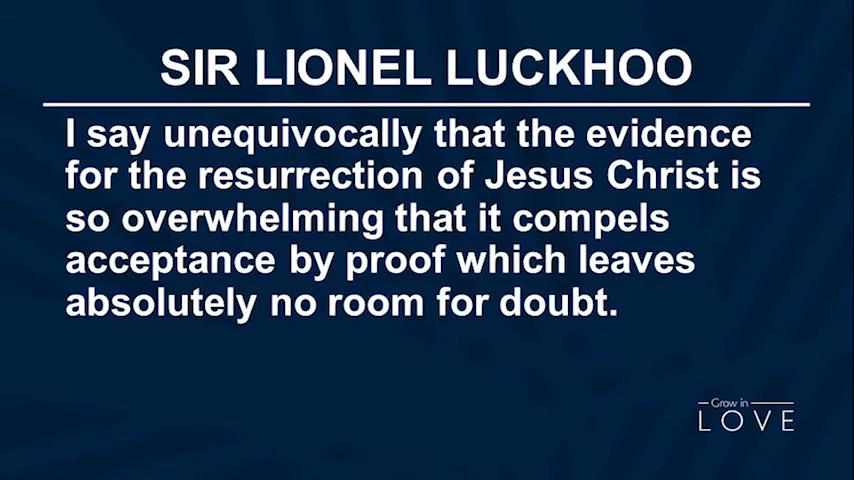 SIR LIONEL LUCKHOO
I say unequivocally that the evidence
for the resurrection of Jesus Christ is
so overwhelming that it compels
acceptance by proof which leaves
absolutely no room for doubt.
Grow in
LOVE